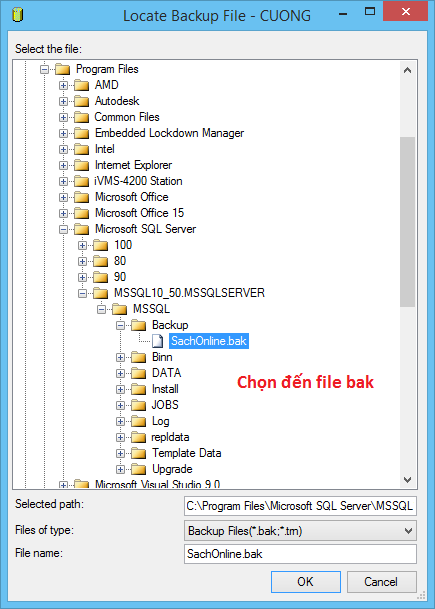 Locate Backup File - CUONG
Select the file:
Program Files
AMD
Autodesk
Common Files
Embedded Lockdown Manager
Intel
Internet Explorer
iVMS-4200 Station
Microsoft Office
Microsoft Office 15
Microsoft SQL Server
100
80
90
MSSQL10_50.MSSQLSERVER
MSSQL
Backup
SachOnline.bak
Binn
DATA
Install
JOBS
Log
repldata
Template Data
Upgrade
Microsoft Visual Studio 9.0
Chọn đến file bak
Selected path: C:\Program Files\Microsoft SQL Server\MSSQL
Files of type: Backup Files(*.bak;*.trn)
File name: SachOnline.bak
OK Cancel